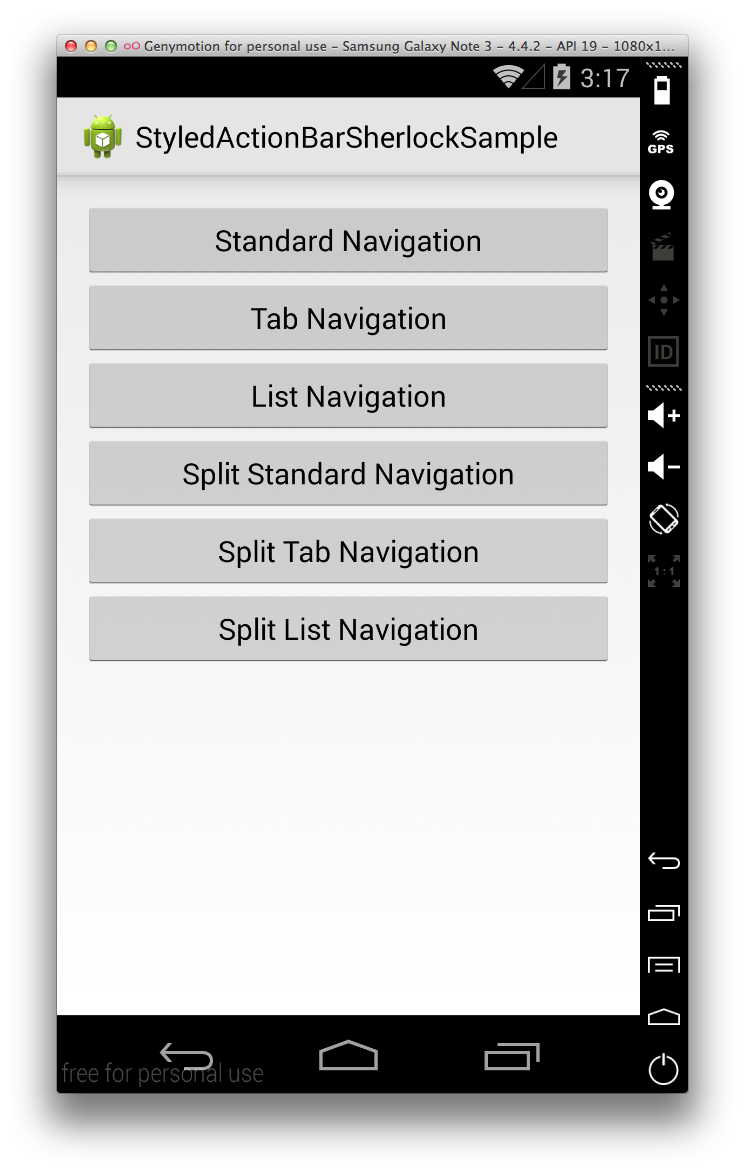 Genymotion for personal use – Samsung Galaxy Note 3 – 4.4.2 – API 19 – 1080x1...
3:17
GPS
StyledActionBarSherlockSample
Standard Navigation
Tab Navigation
ID
List Navigation
Split Standard Navigation
Split Tab Navigation
1:1
Split List Navigation
free for personal use